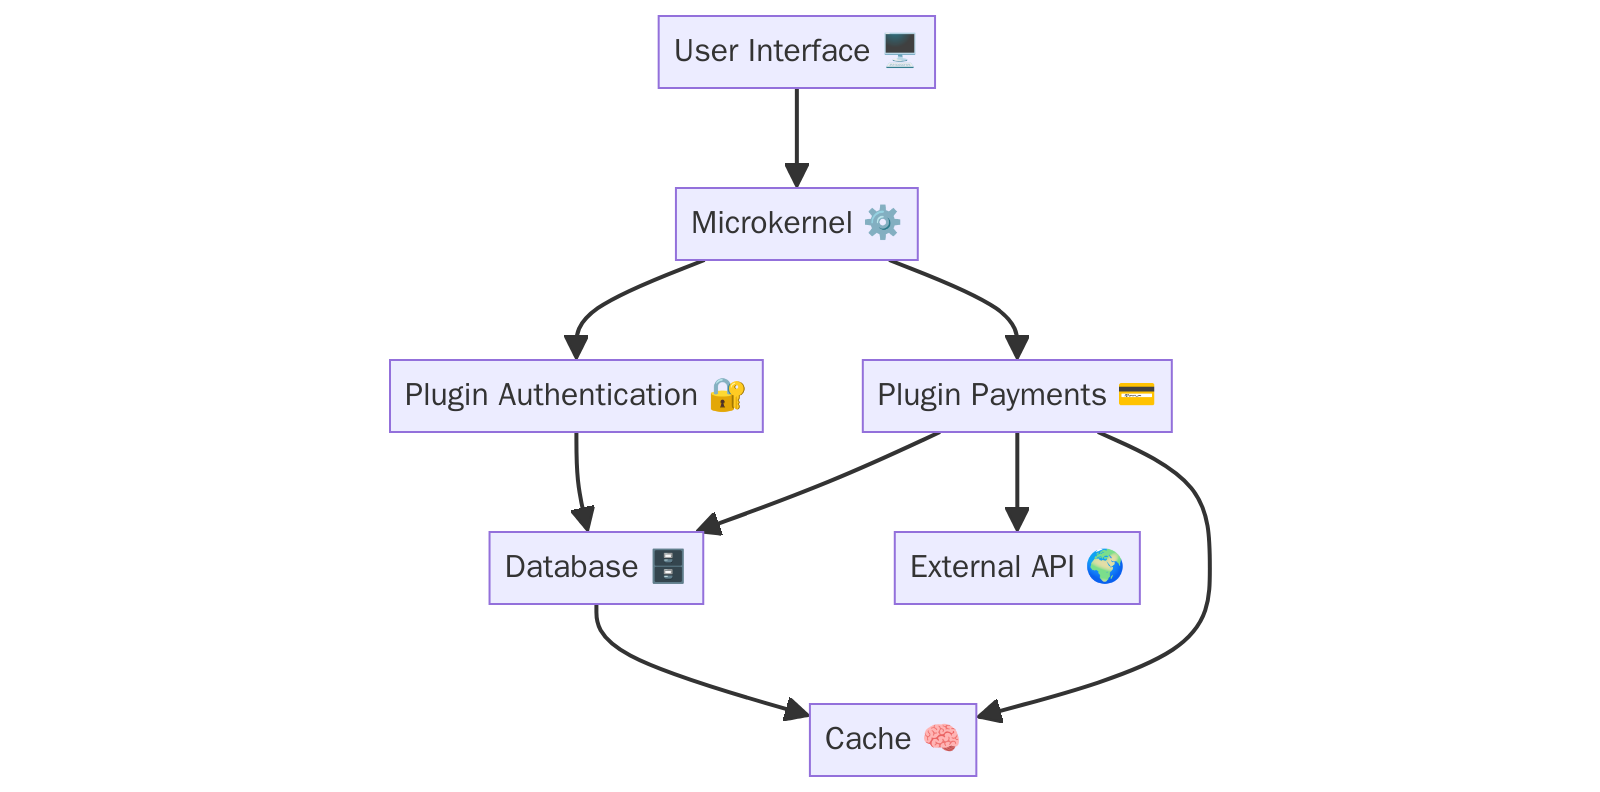 User Interface 🖥️
Microkernel ⚙️
Plugin Authentication 🔐
Plugin Payments 💳
Database 🗄️
External API 🌍
Cache 🧠